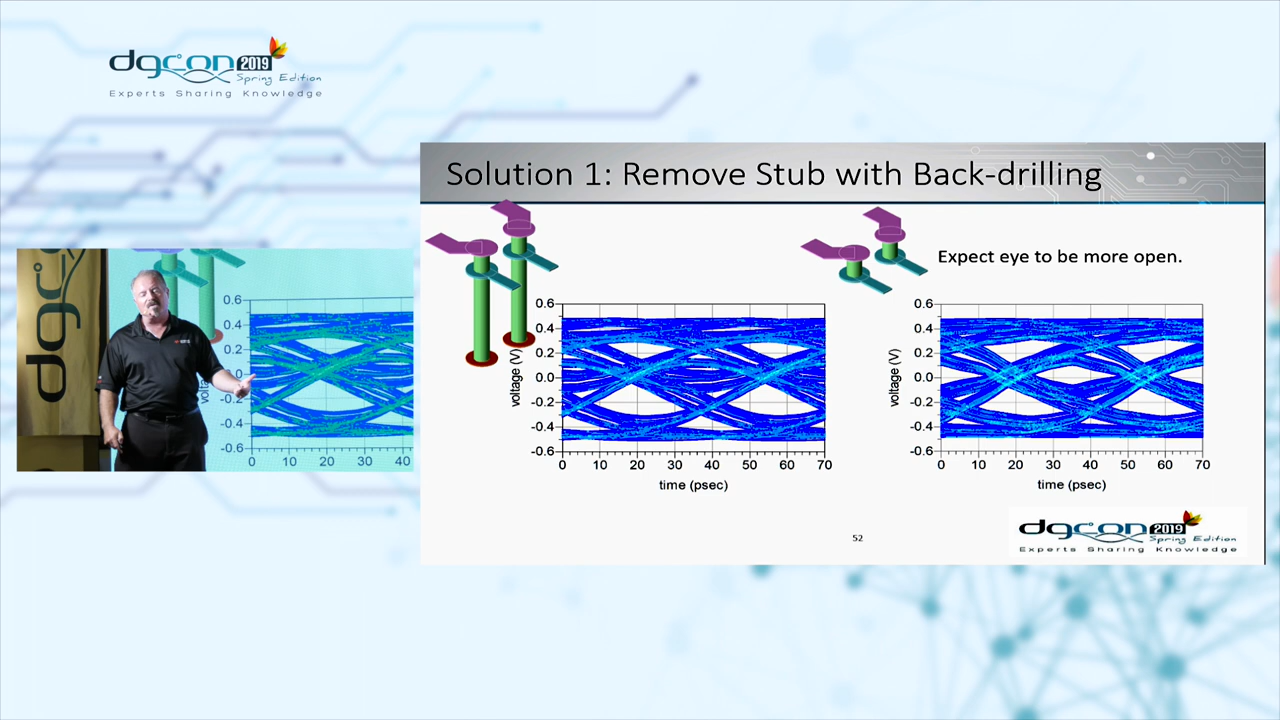 dgcon 2019
Spring Edition
Experts Sharing Knowledge
Solution 1: Remove Stub with Back-drilling
Expect eye to be more open.
0.6
0.4
0.2
0.0
-0.2
-0.4
-0.6
voltage (V)
0 10 20 30 40 50 60 70
time (psec)
0.6
0.4
0.2
0.0
-0.2
-0.4
-0.6
voltage (V)
0 10 20 30 40 50 60 70
time (psec)
52
dgcon 2019
Spring Edition
Experts Sharing Knowledge
dgc
0.6
0.4
0.2
-0.4
-0.6
0 10 20 30 40